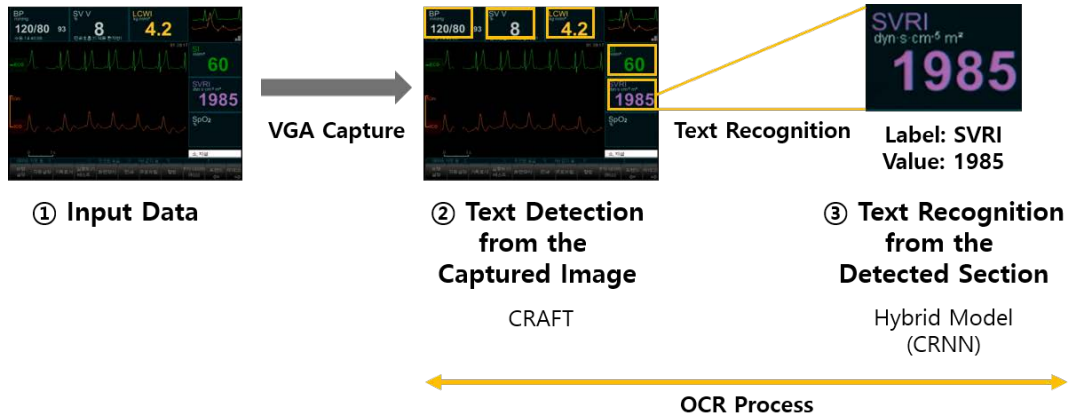 BP
mmHg
120/80 93
SV V
%
8
LCWI
4.2
SI
60
SVRI
1985
SpO₂
%
VGA Capture
BP
mmHg
120/80 93
SV V
%
8
LCWI
4.2
60
SVRI
1985
SpO₂
%
Text Recognition
SVRI
dyn·s·cm⁻⁵ m²
1985
Label: SVRI
Value: 1985
① Input Data
② Text Detection
from the
Captured Image
CRAFT
③ Text Recognition
from the
Detected Section
Hybrid Model
(CRNN)
OCR Process